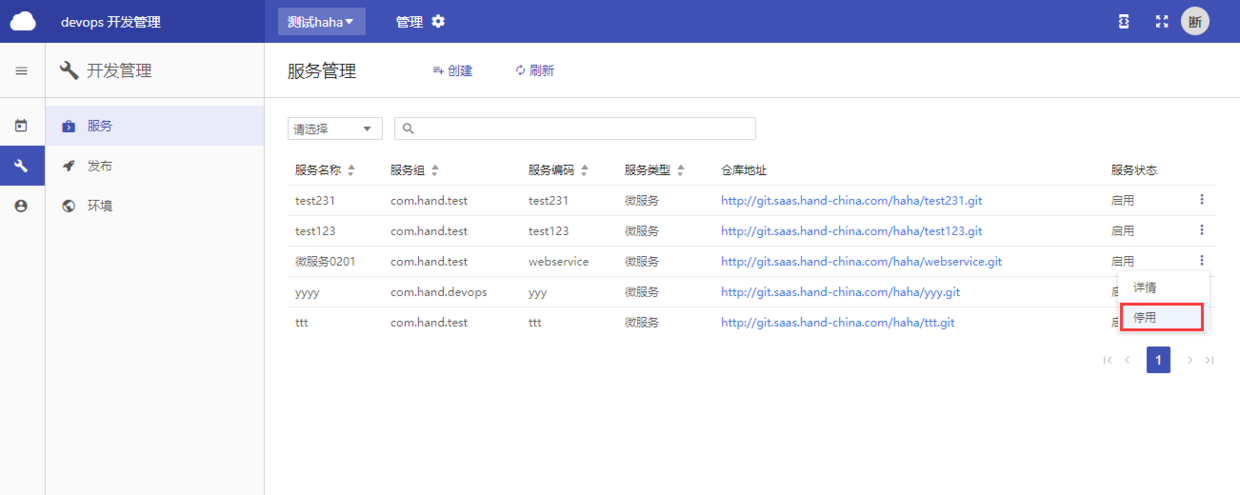 devops 开发管理 测试haha 管理 断
开发管理 服务管理 创建 刷新
服务
发布
环境
请选择
服务名称 服务组 服务编码 服务类型 仓库地址 服务状态
test231 com.hand.test test231 微服务 http://git.saas.hand-china.com/haha/test231.git 启用
test123 com.hand.test test123 微服务 http://git.saas.hand-china.com/haha/test123.git 启用
微服务0201 com.hand.test webservice 微服务 http://git.saas.hand-china.com/haha/webservice.git 启用
yyyy com.hand.devops yyy 微服务 http://git.saas.hand-china.com/haha/yyy.git
ttt com.hand.test ttt 微服务 http://git.saas.hand-china.com/haha/ttt.git
详情
停用
1